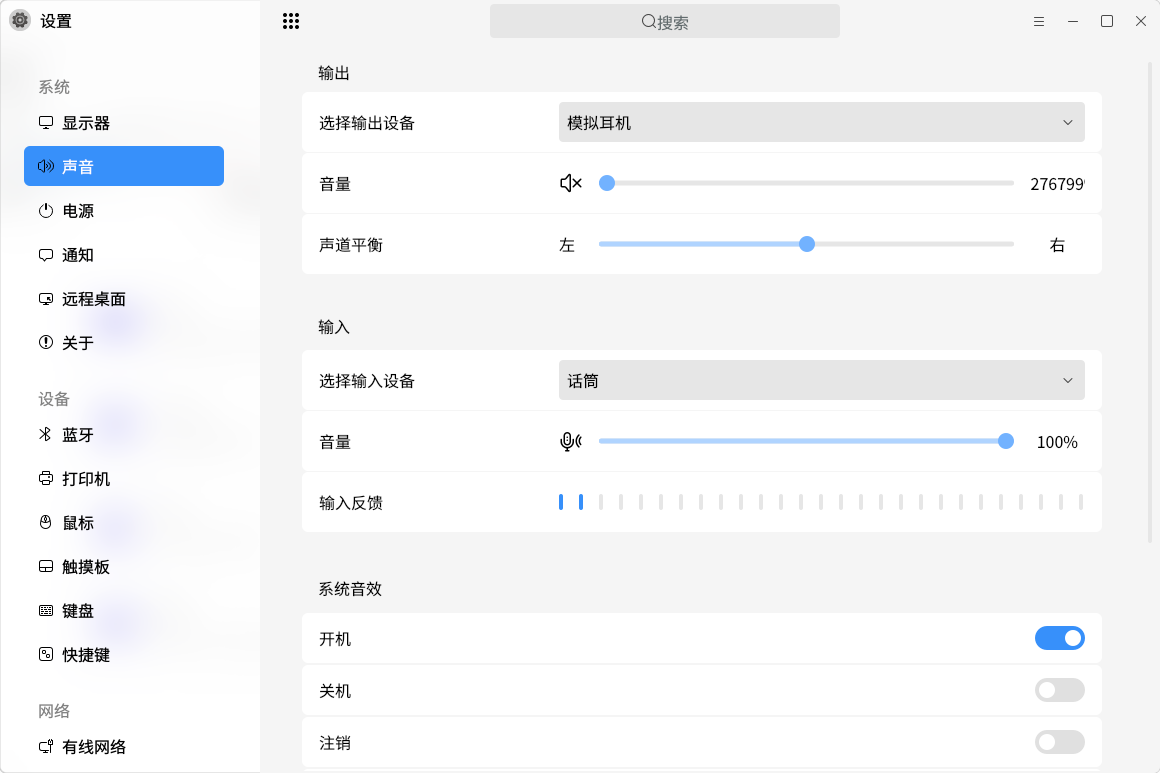 设置
搜索
系统
显示器
声音
电源
通知
远程桌面
关于
设备
蓝牙
打印机
鼠标
触摸板
键盘
快捷键
网络
有线网络
输出
选择输出设备
模拟耳机
音量
276799
声道平衡
左
右
输入
选择输入设备
话筒
音量
100%
输入反馈
系统音效
开机
关机
注销